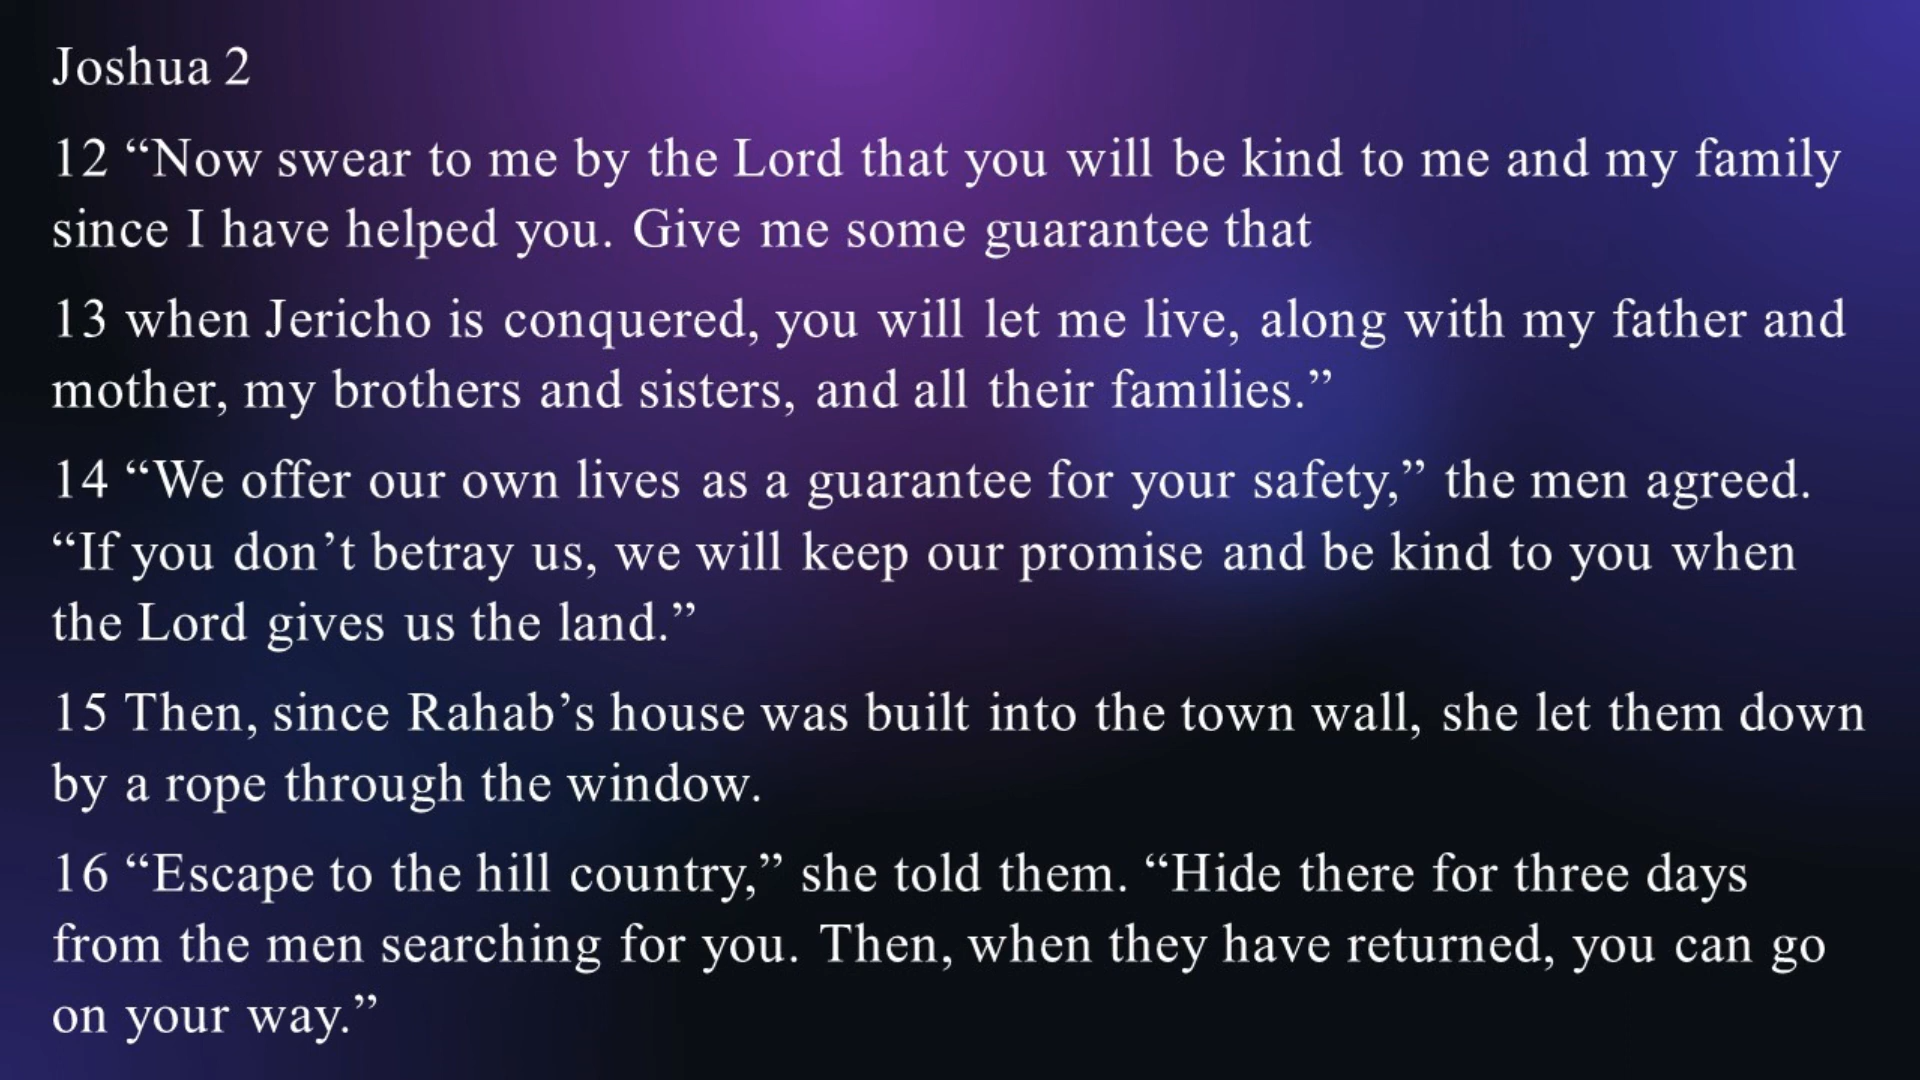 Joshua 2
12 “Now swear to me by the Lord that you will be kind to me and my family
since I have helped you. Give me some guarantee that
13 when Jericho is conquered, you will let me live, along with my father and
mother, my brothers and sisters, and all their families.”
14 “We offer our own lives as a guarantee for your safety,” the men agreed.
“If you don’t betray us, we will keep our promise and be kind to you when
the Lord gives us the land.”
15 Then, since Rahab’s house was built into the town wall, she let them down
by a rope through the window.
16 “Escape to the hill country,” she told them. “Hide there for three days
from the men searching for you. Then, when they have returned, you can go
on your way.”